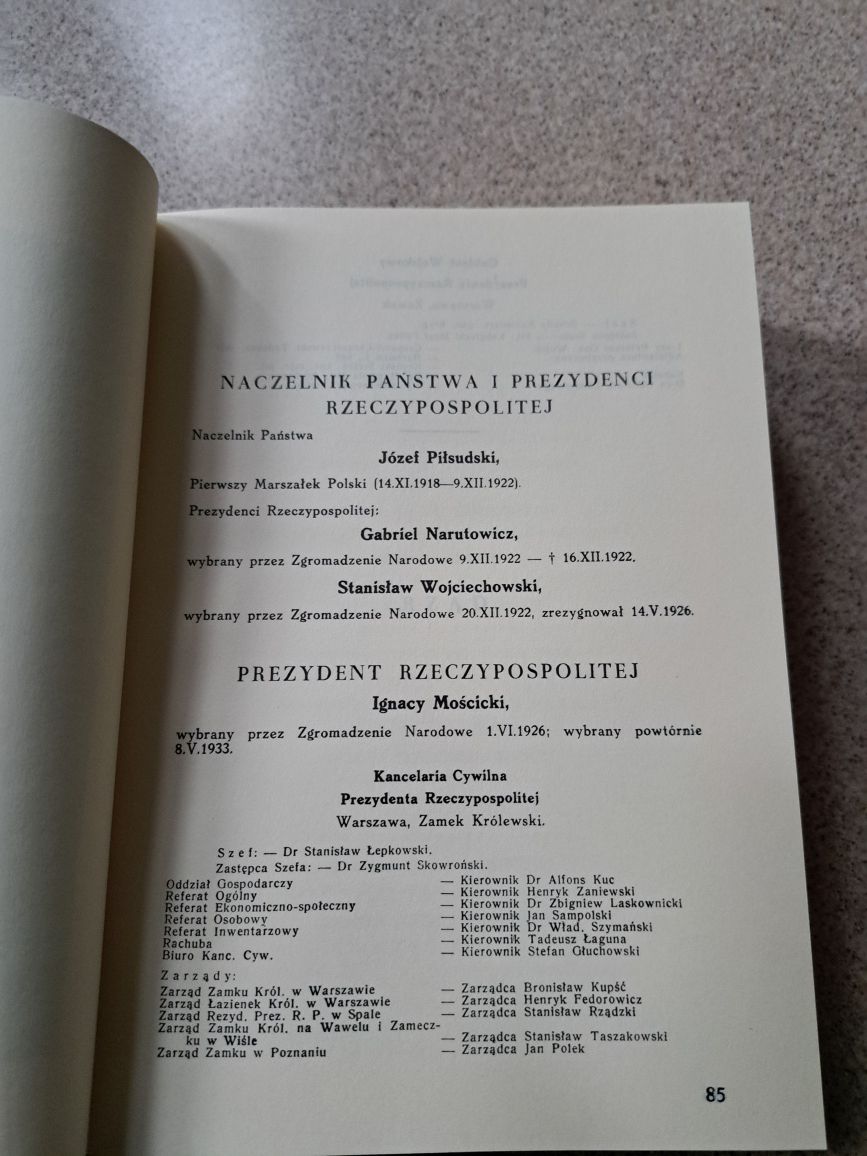 NACZELNIK PAŃSTWA I PREZYDENCI
RZECZYPOSPOLITEJ
Naczelnik Państwa
Józef Piłsudski,
Pierwszy Marszałek Polski (14.XI.1918—9.XII.1922).
Prezydenci Rzeczypospolitej:
Gabriel Narutowicz,
wybrany przez Zgromadzenie Narodowe 9.XII.1922 — † 16.XII.1922.
Stanisław Wojciechowski,
wybrany przez Zgromadzenie Narodowe 20.XII.1922, zrezygnował 14.V.1926.
PREZYDENT RZECZYPOSPOLITEJ
Ignacy Mościcki,
wybrany przez Zgromadzenie Narodowe 1.VI.1926; wybrany powtórnie
8.V.1933.
Kancelaria Cywilna
Prezydenta Rzeczypospolitej
Warszawa, Zamek Królewski.
Szef: — Dr Stanisław Łepkowski.
Zastępca Szefa: — Dr Zygmunt Skowroński.
Oddział Gospodarczy — Kierownik Dr Alfons Kuc
Referat Ogólny — Kierownik Henryk Zaniewski
Referat Ekonomiczno-społeczny — Kierownik Dr Zbigniew Laskownicki
Referat Osobowy — Kierownik Jan Sampolski
Referat Inwentarzowy — Kierownik Dr Wład. Szymański
Rachuba — Kierownik Tadeusz Łaguna
Biuro Kanc. Cyw. — Kierownik Stefan Głuchowski
Zarządy:
Zarząd Zamku Król. w Warszawie — Zarządca Bronisław Kupść
Zarząd Łazienek Król. w Warszawie — Zarządca Henryk Fedorowicz
Zarząd Rezyd. Prez. R. P. w Spale — Zarządca Stanisław Rządzki
Zarząd Zamku Król. na Wawelu i Zamecz-
ku w Wiśle — Zarządca Stanisław Taszakowski
Zarząd Zamku w Poznaniu — Zarządca Jan Polek
85